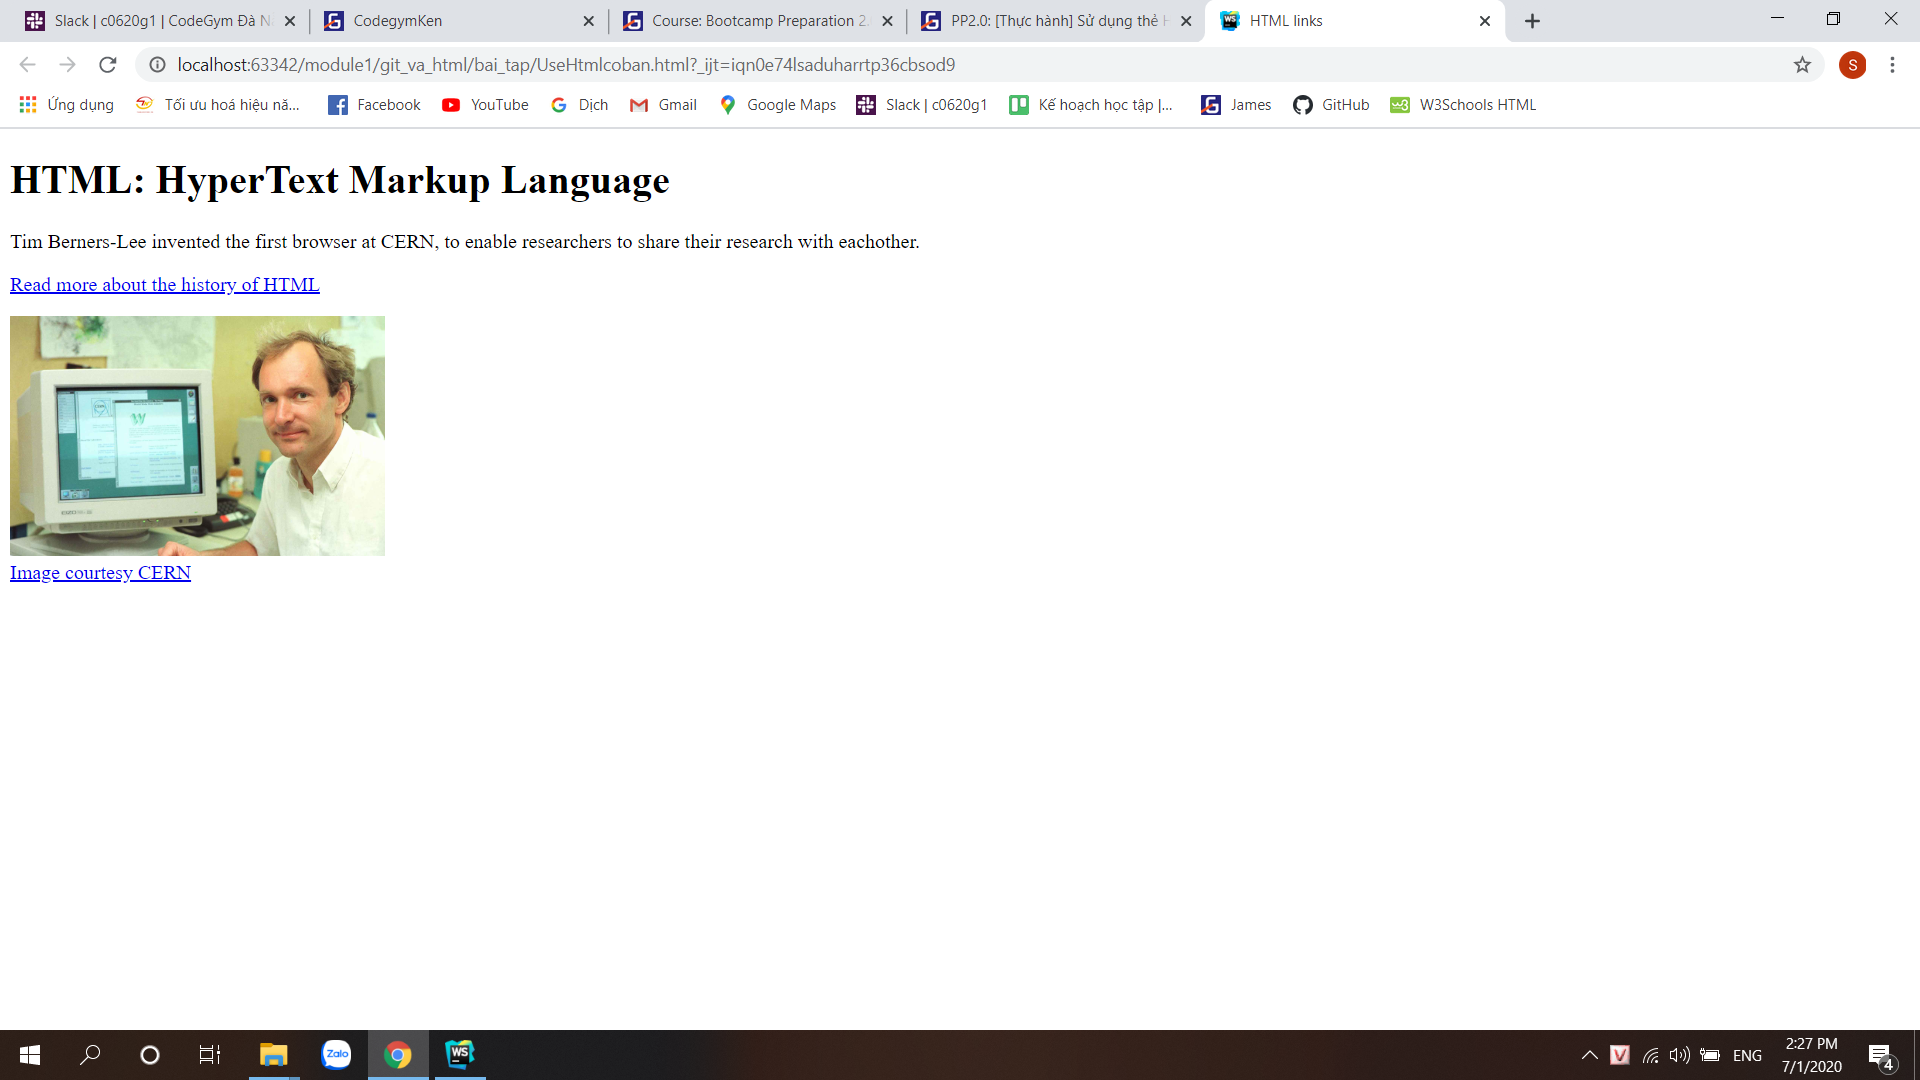 Slack | c0620g1 | CodeGym Đà N
CodegymKen
Course: Bootcamp Preparation 2.
PP2.0: [Thực hành] Sử dụng thẻ H
HTML links
localhost:63342/module1/git_va_html/bai_tap/UseHtmlcoban.html?_ijt=iqn0e74lsaduharrtp36cbsod9
S
Ứng dụng
Tối ưu hoá hiệu nă...
Facebook
YouTube
Dịch
Gmail
Google Maps
Slack | c0620g1
Kế hoạch học tập |...
James
GitHub
W3Schools HTML
HTML: HyperText Markup Language
Tim Berners-Lee invented the first browser at CERN, to enable researchers to share their research with eachother.
Read more about the history of HTML
Image courtesy CERN
Zalo
WS
V
ENG
2:27 PM
7/1/2020
4